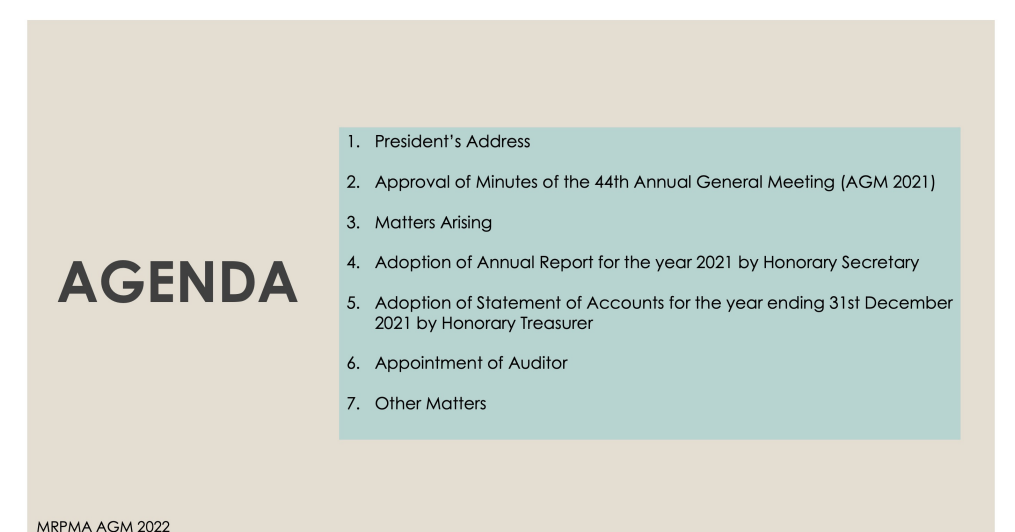 AGENDA
1. President’s Address
2. Approval of Minutes of the 44th Annual General Meeting (AGM 2021)
3. Matters Arising
4. Adoption of Annual Report for the year 2021 by Honorary Secretary
5. Adoption of Statement of Accounts for the year ending 31st December
2021 by Honorary Treasurer
6. Appointment of Auditor
7. Other Matters
MRPMA AGM 2022